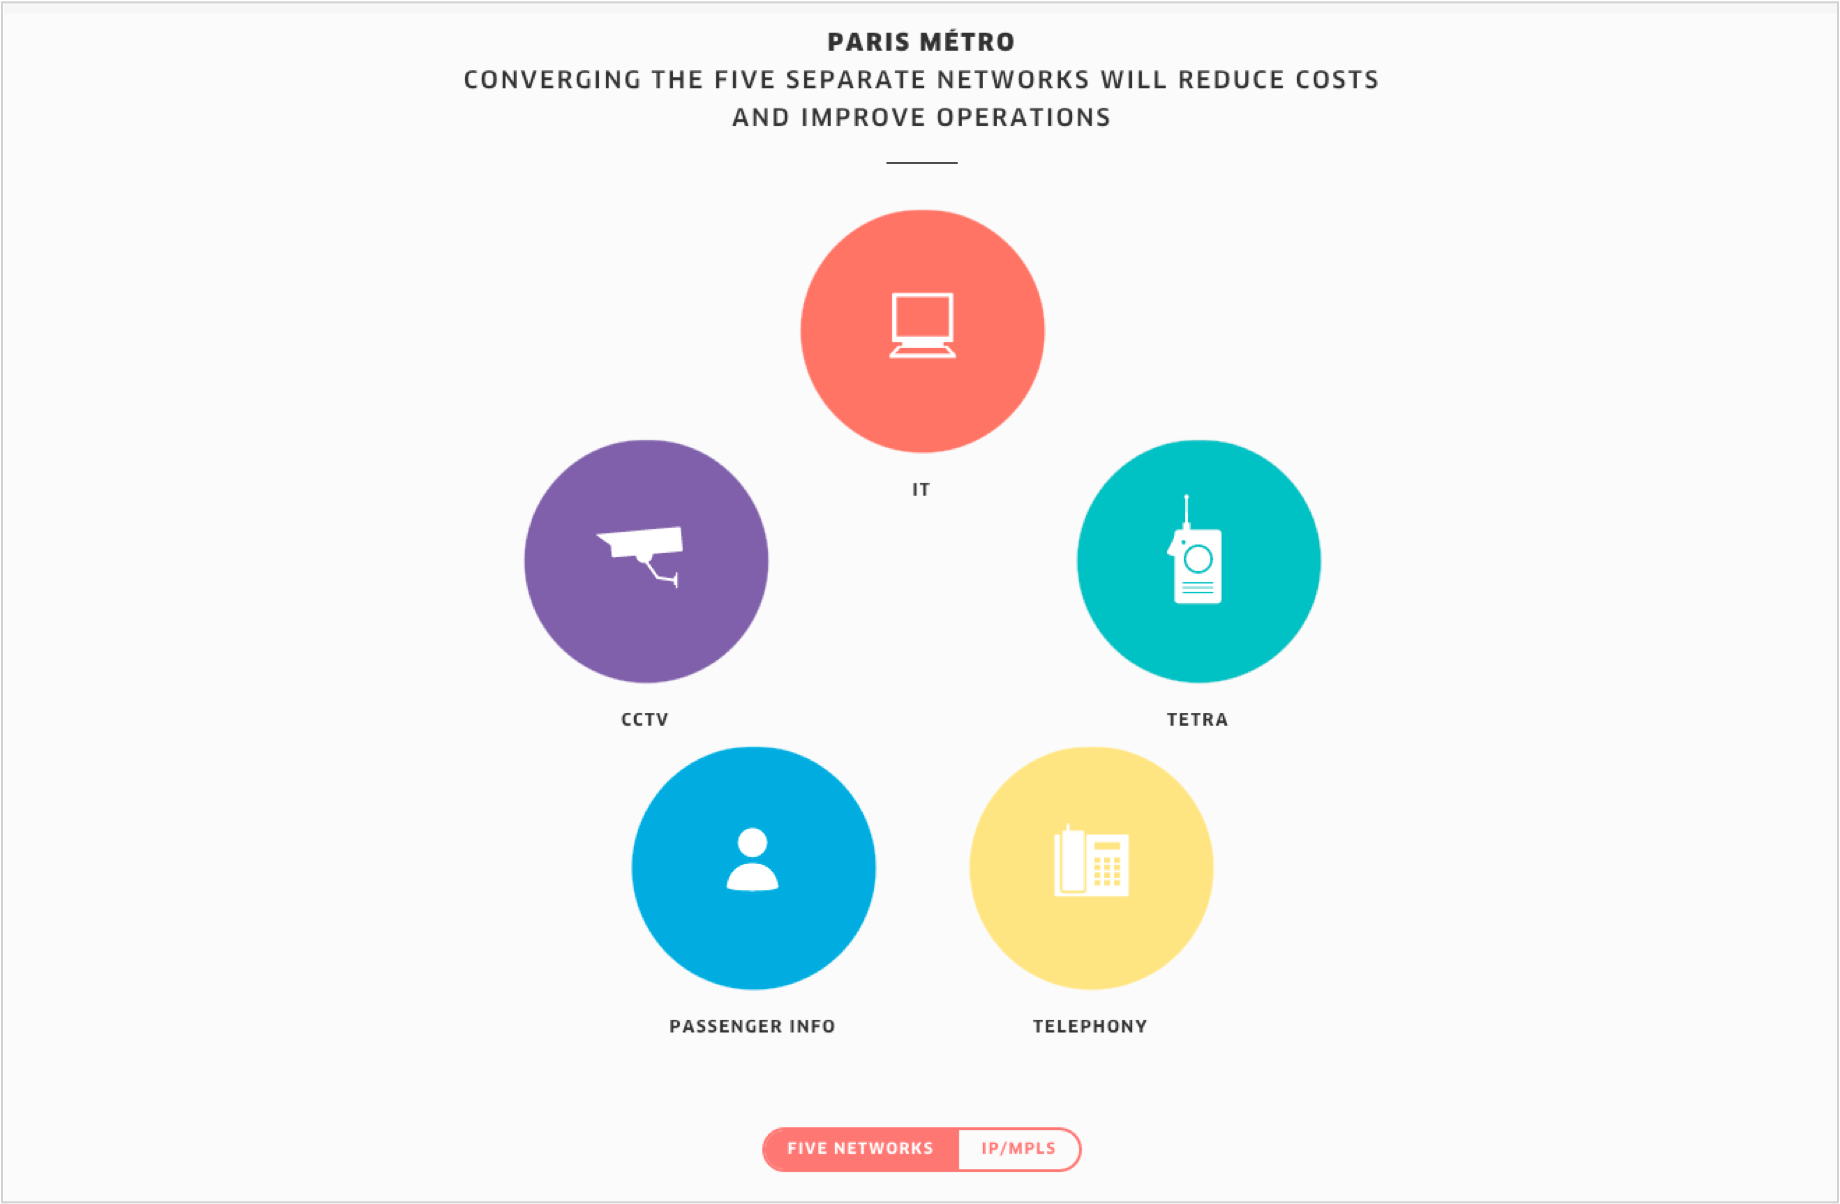 PARIS MÉTRO
CONVERGING THE FIVE SEPARATE NETWORKS WILL REDUCE COSTS
AND IMPROVE OPERATIONS
IT
CCTV
TETRA
PASSENGER INFO
TELEPHONY
FIVE NETWORKS
IP/MPLS